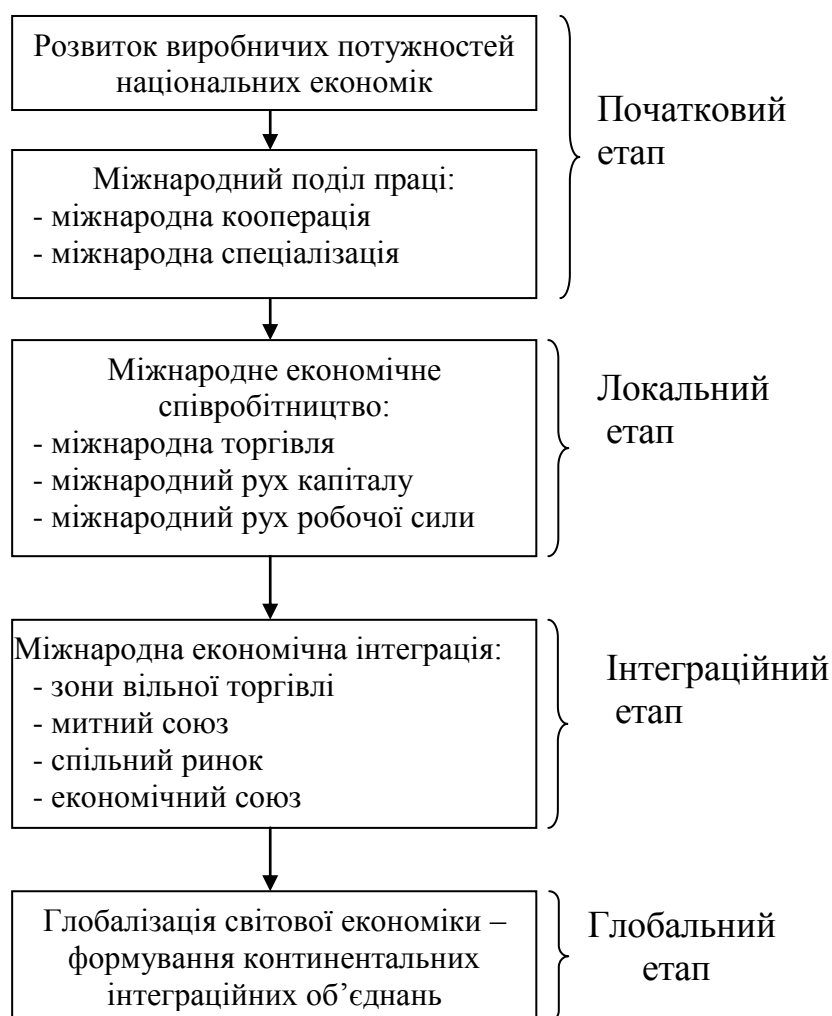 Розвиток виробничих потужностей
національних економік
Початковий
етап
Міжнародний поділ праці:
- міжнародна кооперація
- міжнародна спеціалізація
Міжнародне економічне
співробітництво:
- міжнародна торгівля
- міжнародний рух капіталу
- міжнародний рух робочої сили
Локальний
етап
Міжнародна економічна інтеграція:
- зони вільної торгівлі
- митний союз
- спільний ринок
- економічний союз
Інтеграційний
етап
Глобалізація світової економіки –
формування континентальних
інтеграційних об’єднань
Глобальний
етап